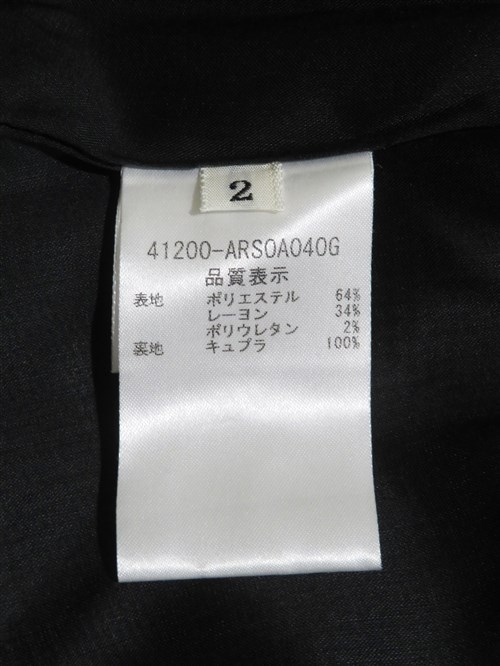 2
41200-ARS0A040G
品質表示
表地 ポリエステル 64%
レーヨン 34%
ポリウレタン 2%
裏地 キュプラ 100%